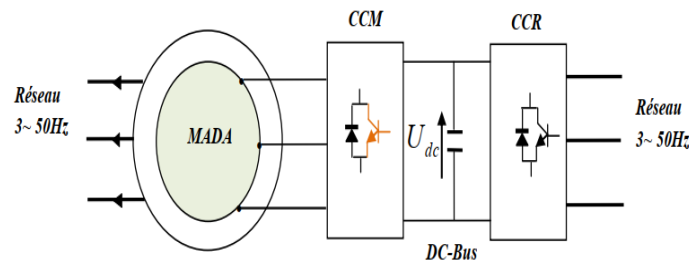 CCM
CCR
Réseau
3~ 50Hz
MADA
U dc
Réseau
3~ 50Hz
DC-Bus